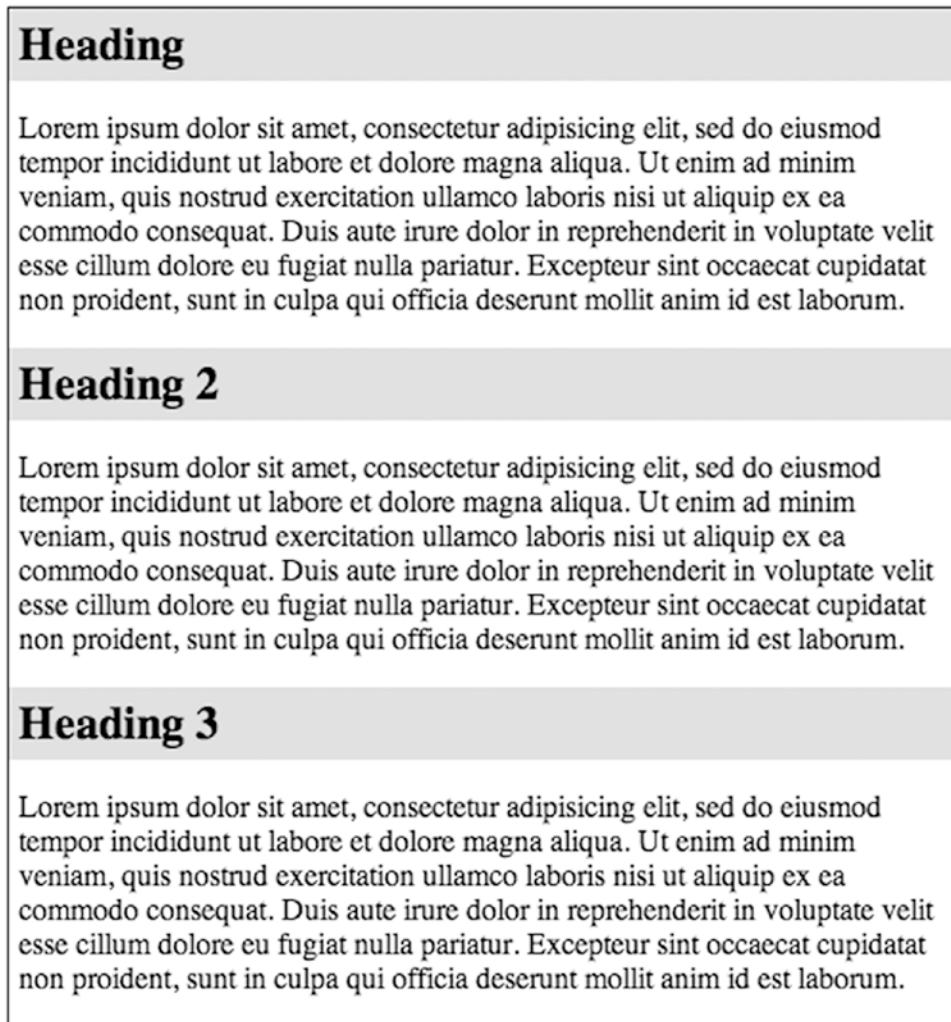 Heading
Lorem ipsum dolor sit amet, consectetur adipisicing elit, sed do eiusmod
tempor incididunt ut labore et dolore magna aliqua. Ut enim ad minim
veniam, quis nostrud exercitation ullamco laboris nisi ut aliquip ex ea
commodo consequat. Duis aute irure dolor in reprehenderit in voluptate velit
esse cillum dolore eu fugiat nulla pariatur. Excepteur sint occaecat cupidatat
non proident, sunt in culpa qui officia deserunt mollit anim id est laborum.
Heading 2
Lorem ipsum dolor sit amet, consectetur adipisicing elit, sed do eiusmod
tempor incididunt ut labore et dolore magna aliqua. Ut enim ad minim
veniam, quis nostrud exercitation ullamco laboris nisi ut aliquip ex ea
commodo consequat. Duis aute irure dolor in reprehenderit in voluptate velit
esse cillum dolore eu fugiat nulla pariatur. Excepteur sint occaecat cupidatat
non proident, sunt in culpa qui officia deserunt mollit anim id est laborum.
Heading 3
Lorem ipsum dolor sit amet, consectetur adipisicing elit, sed do eiusmod
tempor incididunt ut labore et dolore magna aliqua. Ut enim ad minim
veniam, quis nostrud exercitation ullamco laboris nisi ut aliquip ex ea
commodo consequat. Duis aute irure dolor in reprehenderit in voluptate velit
esse cillum dolore eu fugiat nulla pariatur. Excepteur sint occaecat cupidatat
non proident, sunt in culpa qui officia deserunt mollit anim id est laborum.